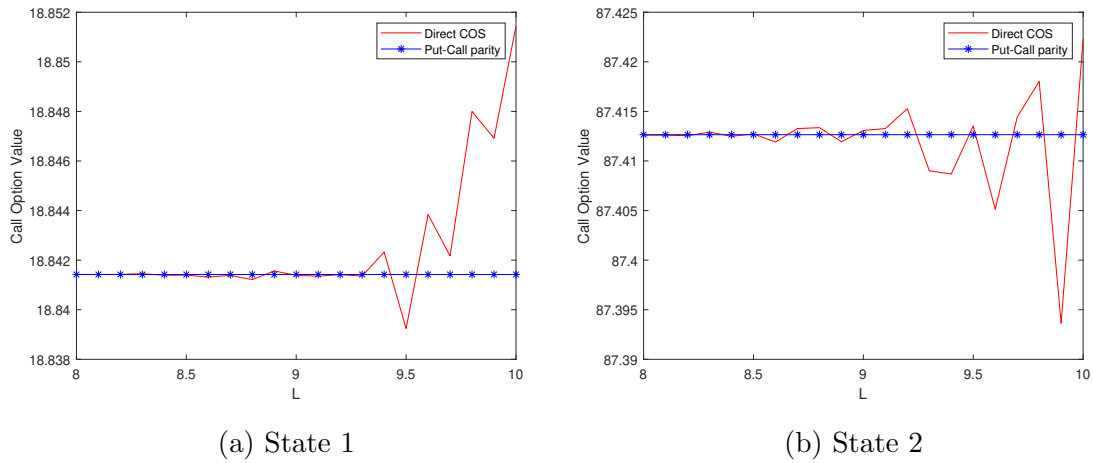 18.852
18.85
18.848
18.846
18.844
18.842
18.84
18.838
Call Option Value
8
8.5
9
9.5
10
L
Direct COS
Put-Call parity
(a) State 1
87.425
87.42
87.415
87.41
87.405
87.4
87.395
87.39
Call Option Value
8
8.5
9
9.5
10
L
Direct COS
Put-Call parity
(b) State 2